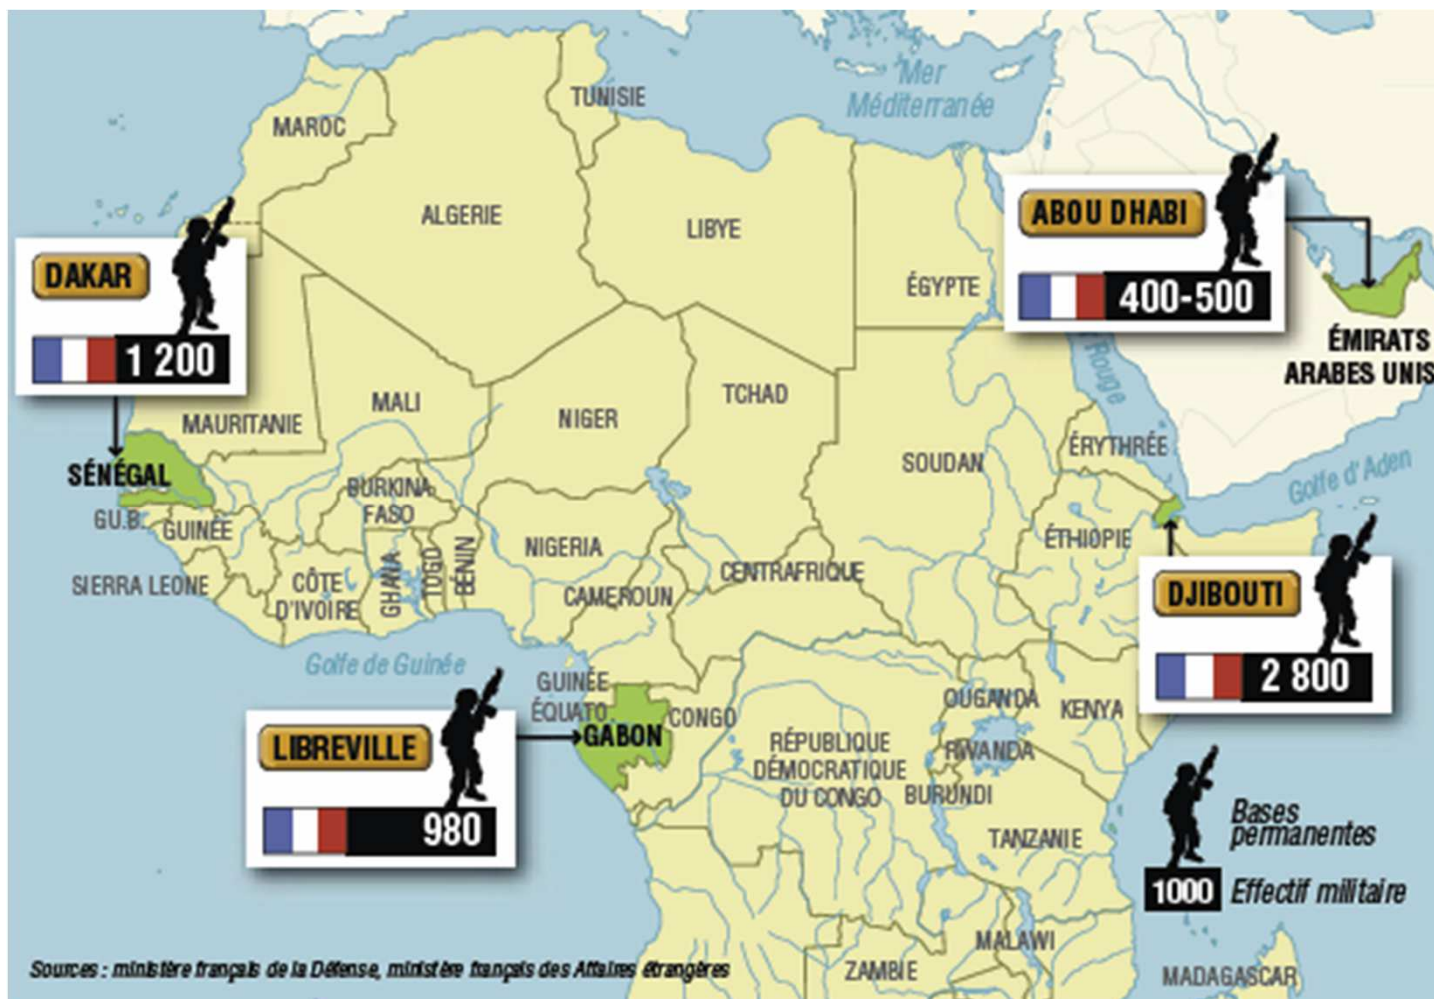 Mer
Méditerranée
TUNISIE
MAROC
ALGERIE
LIBYE
ÉGYPTE
ABOU DHABI
400-500
ÉMIRATS
ARABES UNIS
DAKAR
1 200
MAURITANIE
MALI
NIGER
TCHAD
SOUDAN
Rouge
ÉRYTHRÉE
Golfe d'Aden
SÉNÉGAL
GU.B.
GUINÉE
BURKINA
FASO
SIERRA LEONE
CÔTE
D'IVOIRE
GHANA
TOGO
BÉNIN
NIGERIA
CAMEROUN
CENTRAFRIQUE
ÉTHIOPIE
DJIBOUTI
2 800
Golfe de Guinée
GUINÉE
ÉQUATO.
GABON
CONGO
LIBREVILLE
980
RÉPUBLIQUE
DÉMOCRATIQUE
DU CONGO
OUGANDA
KENYA
RWANDA
BURUNDI
TANZANIE
Bases
permanentes
1000 Effectif militaire
MALAWI
ZAMBIE
MADAGASCAR
Sources : ministère français de la Défense, ministère français des Affaires étrangères